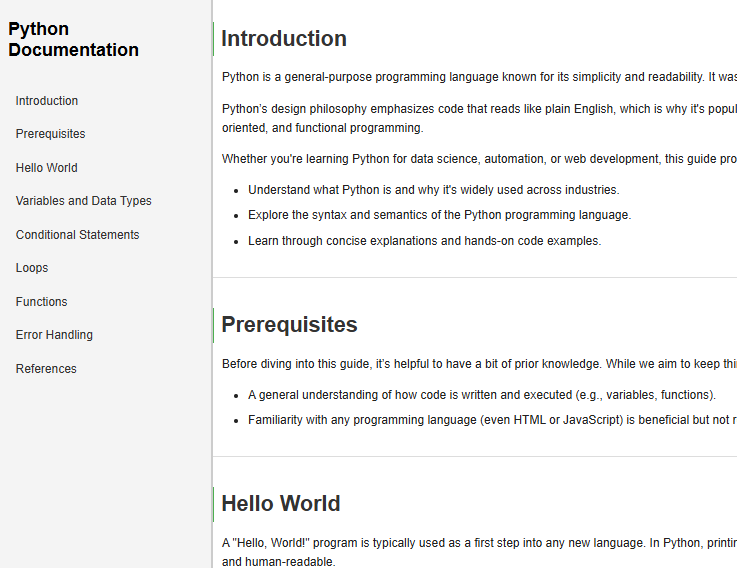 Python
Documentation
Introduction
Prerequisites
Hello World
Variables and Data Types
Conditional Statements
Loops
Functions
Error Handling
References
Introduction
Python is a general-purpose programming language known for its simplicity and readability. It was
Python's design philosophy emphasizes code that reads like plain English, which is why it's popul
oriented, and functional programming.
Whether you're learning Python for data science, automation, or web development, this guide pro
• Understand what Python is and why it's widely used across industries.
• Explore the syntax and semantics of the Python programming language.
• Learn through concise explanations and hands-on code examples.
Prerequisites
Before diving into this guide, it's helpful to have a bit of prior knowledge. While we aim to keep thi
• A general understanding of how code is written and executed (e.g., variables, functions).
• Familiarity with any programming language (even HTML or JavaScript) is beneficial but not r
Hello World
A "Hello, World!" program is typically used as a first step into any new language. In Python, printin
and human-readable.